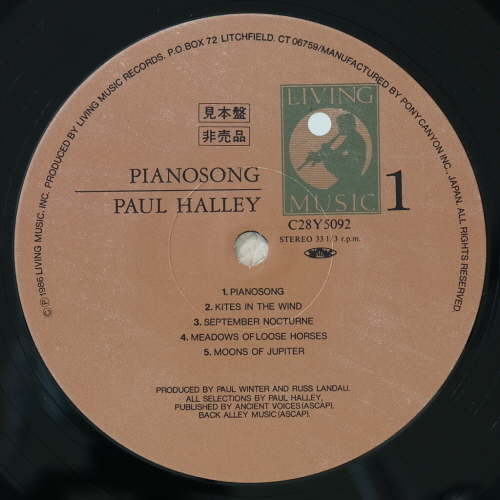 © ℗ 1986 LIVING MUSIC, INC. PRODUCED BY LIVING MUSIC RECORDS. P.O.BOX 72 LITCHFIELD. CT 06759/MANUFACTURED BY PONY CANYON INC., JAPAN. ALL RIGHTS RESERVED.
見本盤
非売品
LIVING
MUSIC
PIANOSONG
PAUL HALLEY
1
C28Y5092
STEREO 33 1/3 r.p.m.
1. PIANOSONG
2. KITES IN THE WIND
3. SEPTEMBER NOCTURNE
4. MEADOWS OF LOOSE HORSES
5. MOONS OF JUPITER
PRODUCED BY PAUL WINTER AND RUSS LANDAU.
ALL SELECTIONS BY PAUL HALLEY,
PUBLISHED BY ANCIENT VOICES(ASCAP),
BACK ALLEY MUSIC(ASCAP).